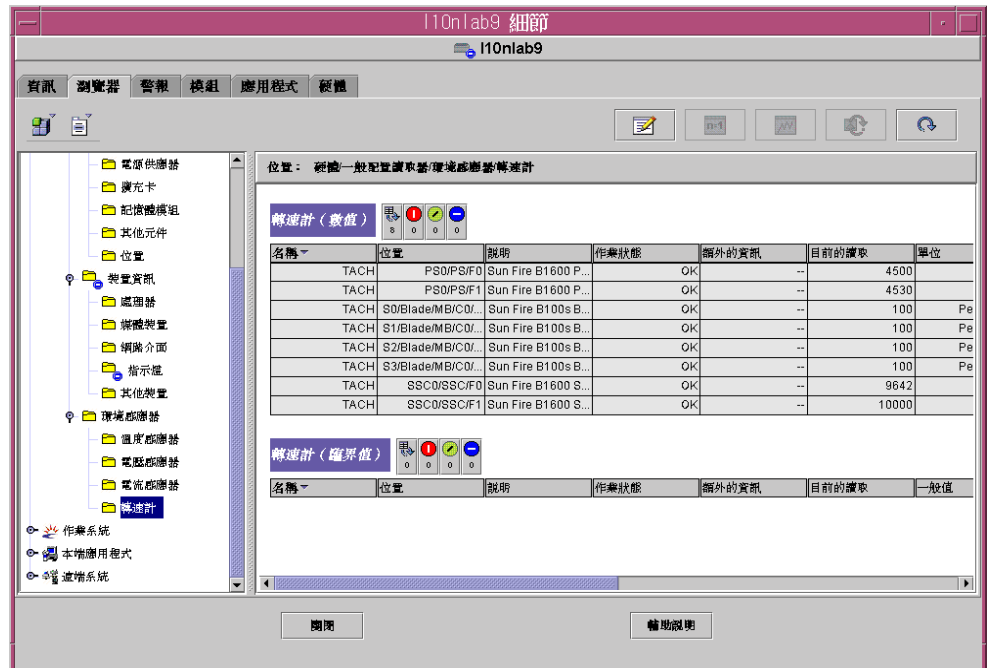 l10nlab9 細節
l10nlab9
資訊 瀏覽器 警報 模組 應用程式 硬體
n=1
電源供應器
擴充卡
記憶體模組
其他元件
位置
裝置資訊
處理器
媒體裝置
網路介面
指示燈
其他裝置
環境感應器
溫度感應器
電壓感應器
電流感應器
轉速計
作業系統
本端應用程式
遠端系統
位置： 硬體/一般配置讀取器/環境感應器/轉速計
轉速計（數值） 8 0 0 0
名稱 位置 說明 作業狀態 額外的資訊 目前的讀取 單位
TACH PS0/PS/F0 Sun Fire B1600 P... OK -- 4500
TACH PS0/PS/F1 Sun Fire B1600 P... OK -- 4530
TACH S0/Blade/MB/C0/... Sun Fire B100s B... OK -- 100 Pe
TACH S1/Blade/MB/C0/... Sun Fire B100s B... OK -- 100 Pe
TACH S2/Blade/MB/C0/... Sun Fire B100s B... OK -- 100 Pe
TACH S3/Blade/MB/C0/... Sun Fire B100s B... OK -- 100 Pe
TACH SSC0/SSC/F0 Sun Fire B1600 S... OK -- 9642
TACH SSC0/SSC/F1 Sun Fire B1600 S... OK -- 10000
轉速計（臨界值） 0 0 0 0
名稱 位置 說明 作業狀態 額外的資訊 目前的讀取 一般值
關閉 輔助說明